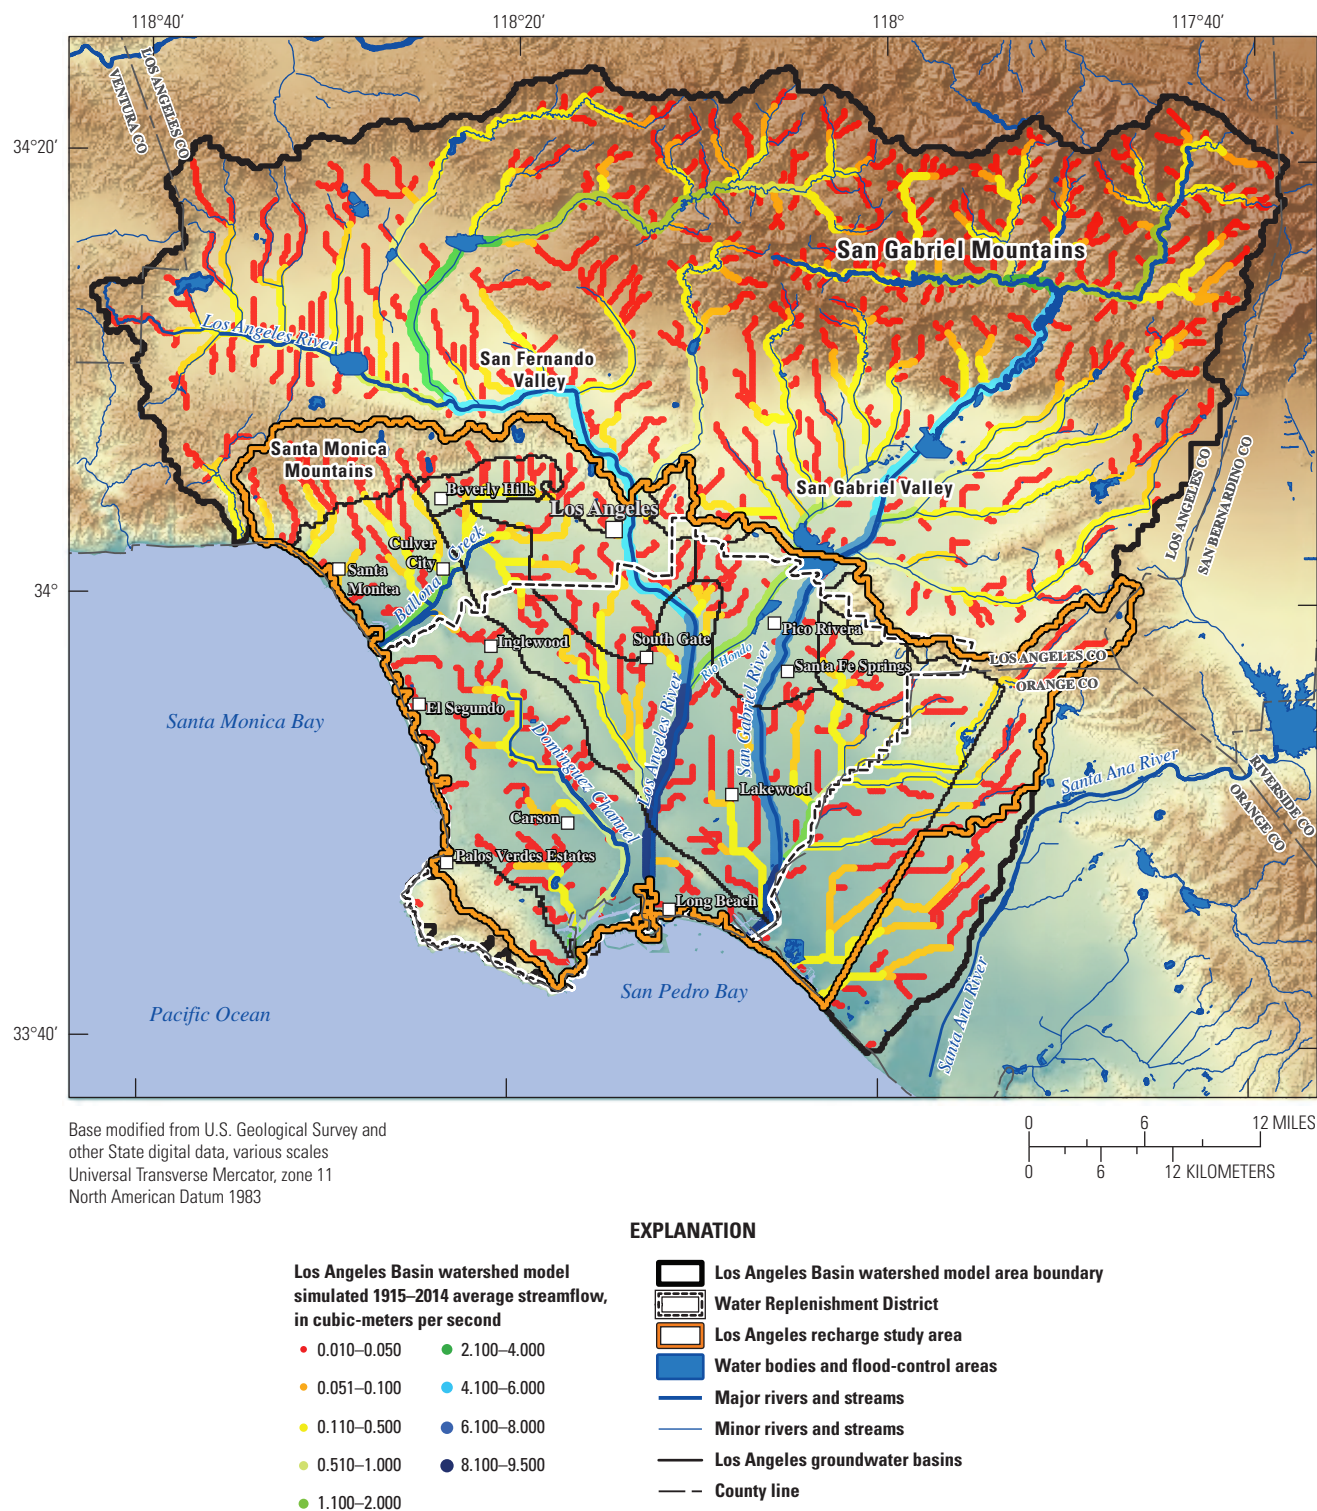 118°40′
118°20′
118°
117°40′
LOS ANGELES CO
VENTURA CO
34°20′
San Gabriel Mountains
Los Angeles River
San Fernando
Valley
Santa Monica
Mountains
San Gabriel Valley
LOS ANGELES CO
SAN BERNARDINO CO
Beverly Hills
Los Angeles
Culver
City
Ballona Creek
Santa
Monica
34°
Inglewood
South Gate
Pico Rivera
Rio Hondo
Santa Fe Springs
LOS ANGELES CO
ORANGE CO
Santa Monica Bay
El Segundo
Dominguez Channel
Los Angeles River
San Gabriel River
Lakewood
Santa Ana River
RIVERSIDE CO
ORANGE CO
Carson
Palos Verdes Estates
Long Beach
San Pedro Bay
Pacific Ocean
Santa Ana River
33°40′
Base modified from U.S. Geological Survey and
other State digital data, various scales
Universal Transverse Mercator, zone 11
North American Datum 1983
0 6 12 MILES
0 6 12 KILOMETERS
EXPLANATION
Los Angeles Basin watershed model
simulated 1915–2014 average streamflow,
in cubic-meters per second
0.010–0.050
0.051–0.100
0.110–0.500
0.510–1.000
1.100–2.000
2.100–4.000
4.100–6.000
6.100–8.000
8.100–9.500
Los Angeles Basin watershed model area boundary
Water Replenishment District
Los Angeles recharge study area
Water bodies and flood-control areas
Major rivers and streams
Minor rivers and streams
Los Angeles groundwater basins
County line